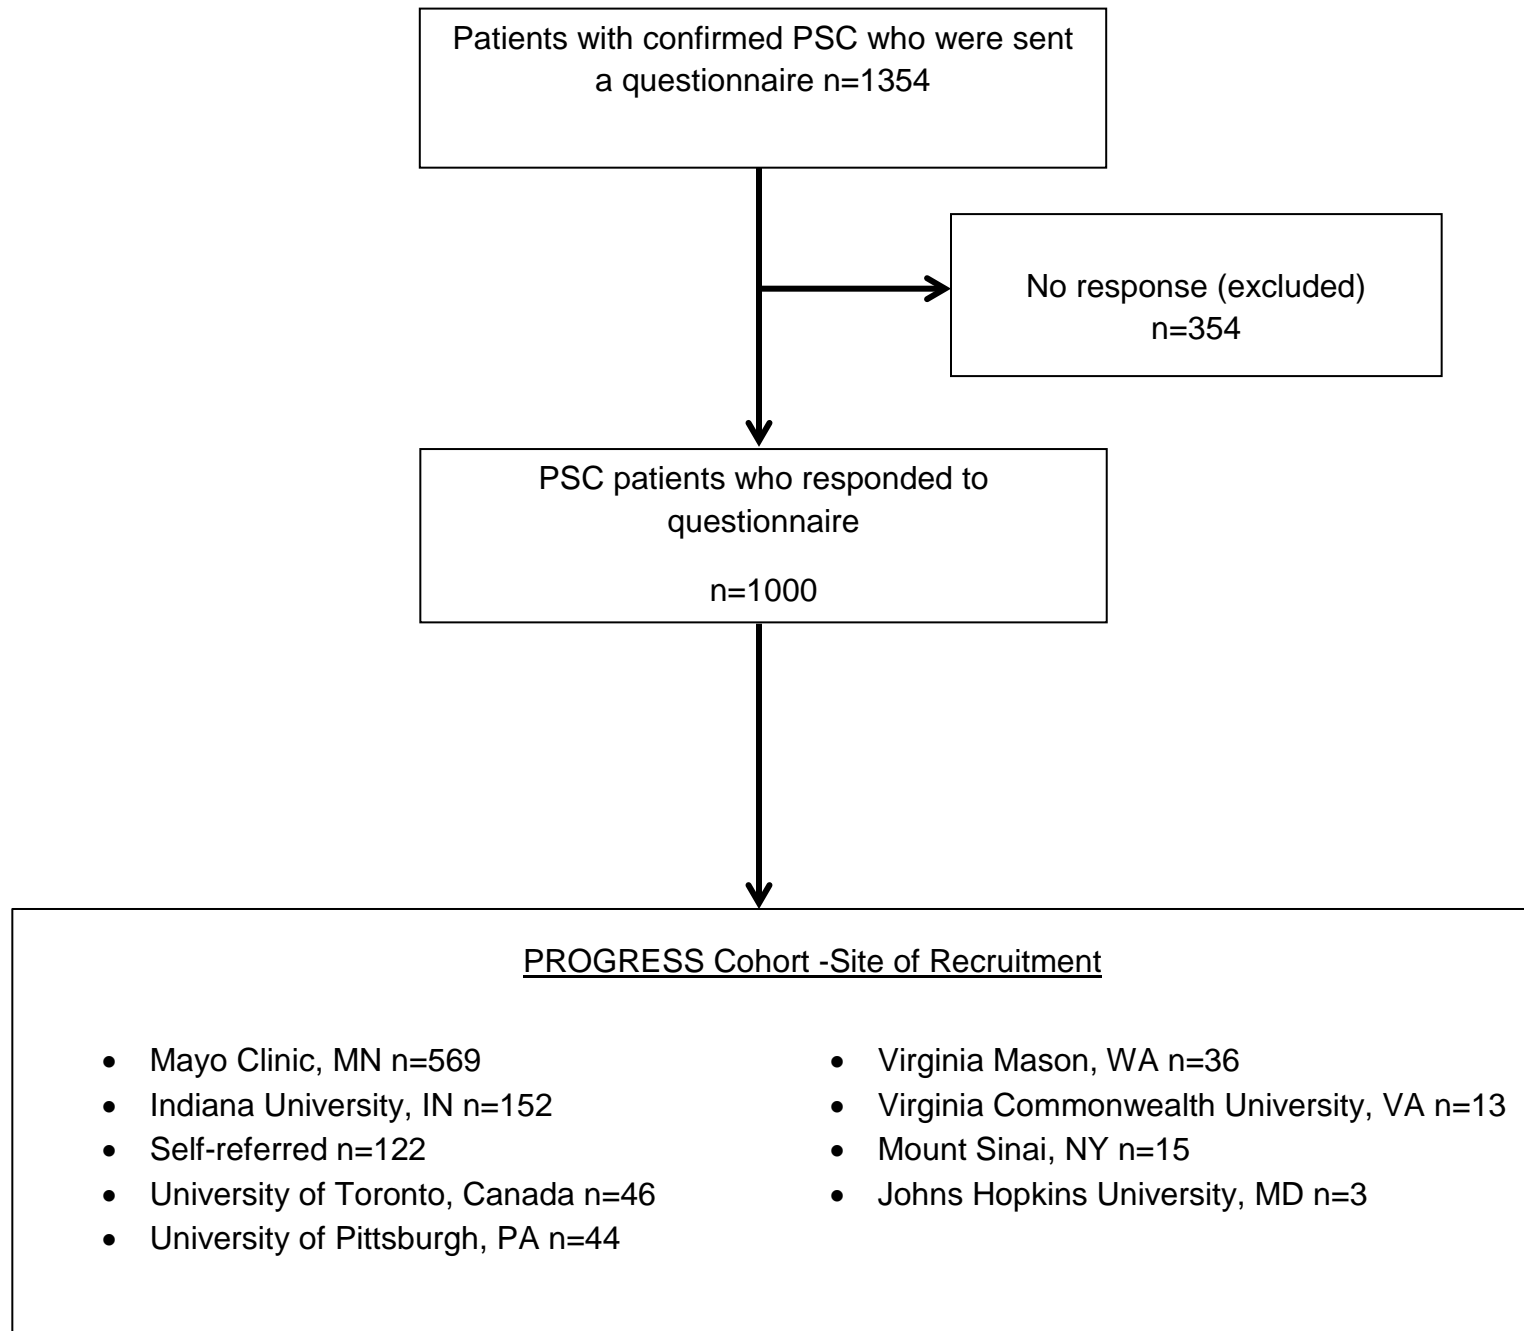 Patients with confirmed PSC who were sent
a questionnaire n=1354
No response (excluded)
n=354
PSC patients who responded to
questionnaire
n=1000
PROGRESS Cohort -Site of Recruitment
• Mayo Clinic, MN n=569
• Indiana University, IN n=152
• Self-referred n=122
• University of Toronto, Canada n=46
• University of Pittsburgh, PA n=44
• Virginia Mason, WA n=36
• Virginia Commonwealth University, VA n=13
• Mount Sinai, NY n=15
• Johns Hopkins University, MD n=3